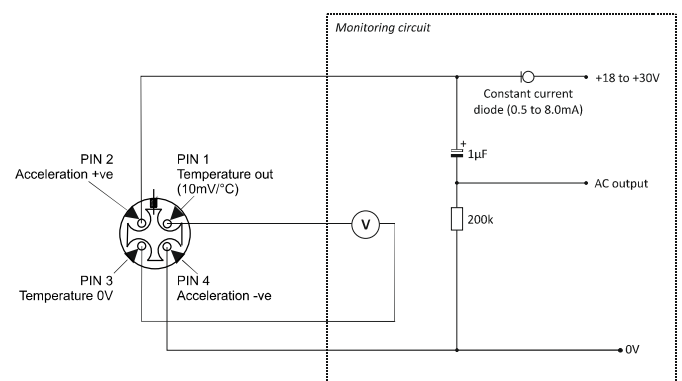 Monitoring circuit
+18 to +30V
Constant current
diode (0.5 to 8.0mA)
PIN 2
Acceleration +ve
PIN 1
Temperature out
(10mV/°C)
+
1µF
AC output
V
200k
PIN 3
Temperature 0V
PIN 4
Acceleration -ve
0V